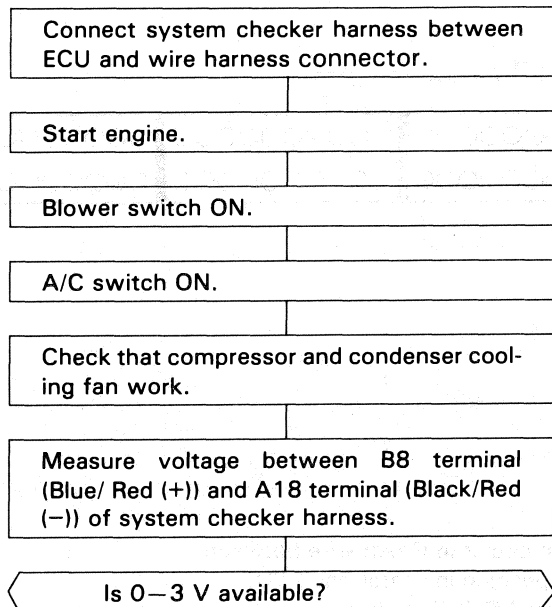 Connect system checker harness between
ECU and wire harness connector.
Start engine.
Blower switch ON.
A/C switch ON.
Check that compressor and condenser cool-
ing fan work.
Measure voltage between B8 terminal
(Blue/ Red (+)) and A18 terminal (Black/Red
(−)) of system checker harness.
Is 0−3 V available?